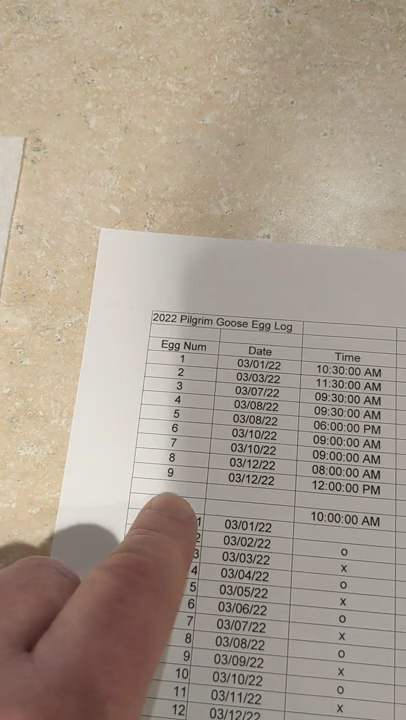 2022 Pilgrim Goose Egg Log
Egg Num Date Time
1 03/01/22 10:30:00 AM
2 03/03/22 11:30:00 AM
3 03/07/22 09:30:00 AM
4 03/08/22 09:30:00 AM
5 03/08/22 06:00:00 PM
6 03/10/22 09:00:00 AM
7 03/10/22 09:00:00 AM
8 03/12/22 08:00:00 AM
9 03/12/22 12:00:00 PM
1 03/01/22 10:00:00 AM
2 03/02/22 o
3 03/03/22 x
4 03/04/22 o
5 03/05/22 x
6 03/06/22 o
7 03/07/22 x
8 03/08/22 o
9 03/09/22 x
10 03/10/22 o
11 03/11/22 x
12 03/12/22